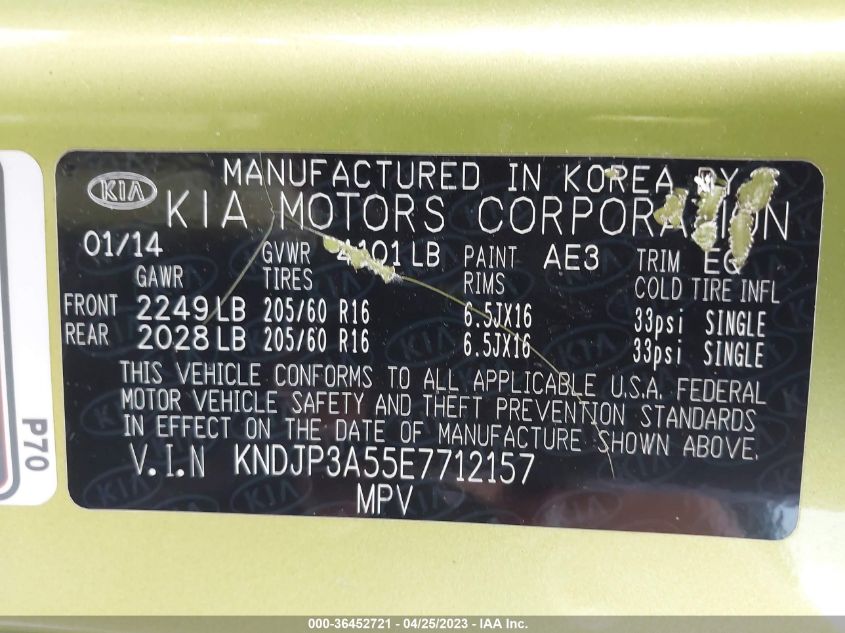 MANUFACTURED IN KOREA BY
KIA KIA MOTORS CORPORATION
01/14 GVWR 4101 LB PAINT AE3 TRIM
GAWR TIRES RIMS COLD TIRE INFL
FRONT 2249 LB 205/60 R16 6.5JX16 33psi SINGLE
REAR 2028 LB 205/60 R16 6.5JX16 33psi SINGLE
THIS VEHICLE CONFORMS TO ALL APPLICABLE U.S.A. FEDERAL
MOTOR VEHICLE SAFETY AND THEFT PREVENTION STANDARDS
IN EFFECT ON THE DATE OF MANUFACTURE SHOWN ABOVE.
V.I.N KNDJP3A55E7712157
MPV
P70
000-36452721 - 04/25/2023 - IAA Inc.